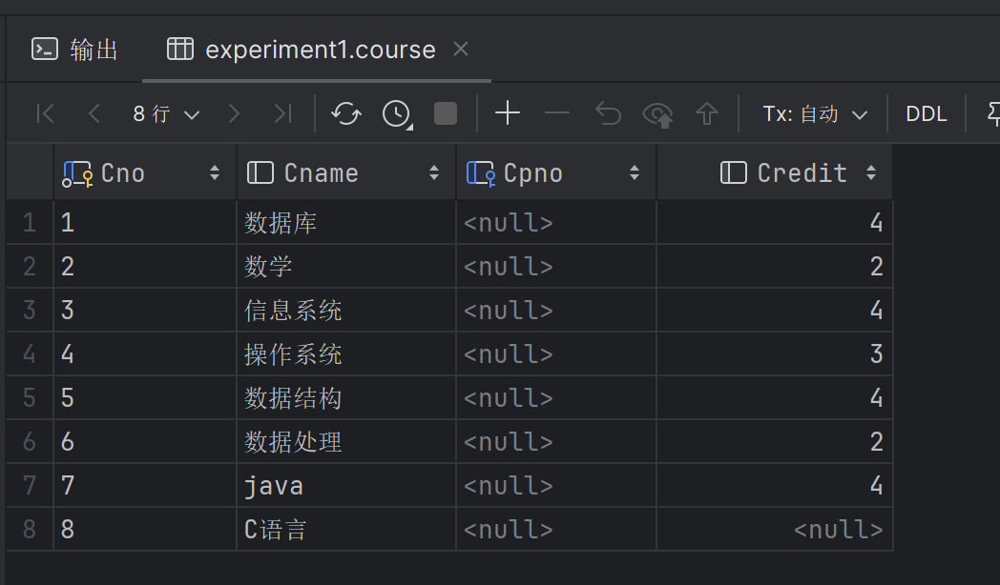 输出 experiment1.course
8 行 Tx: 自动 DDL
Cno Cname Cpno Credit
1 1 数据库 <null> 4
2 2 数学 <null> 2
3 3 信息系统 <null> 4
4 4 操作系统 <null> 3
5 5 数据结构 <null> 4
6 6 数据处理 <null> 2
7 7 java <null> 4
8 8 C语言 <null> <null>